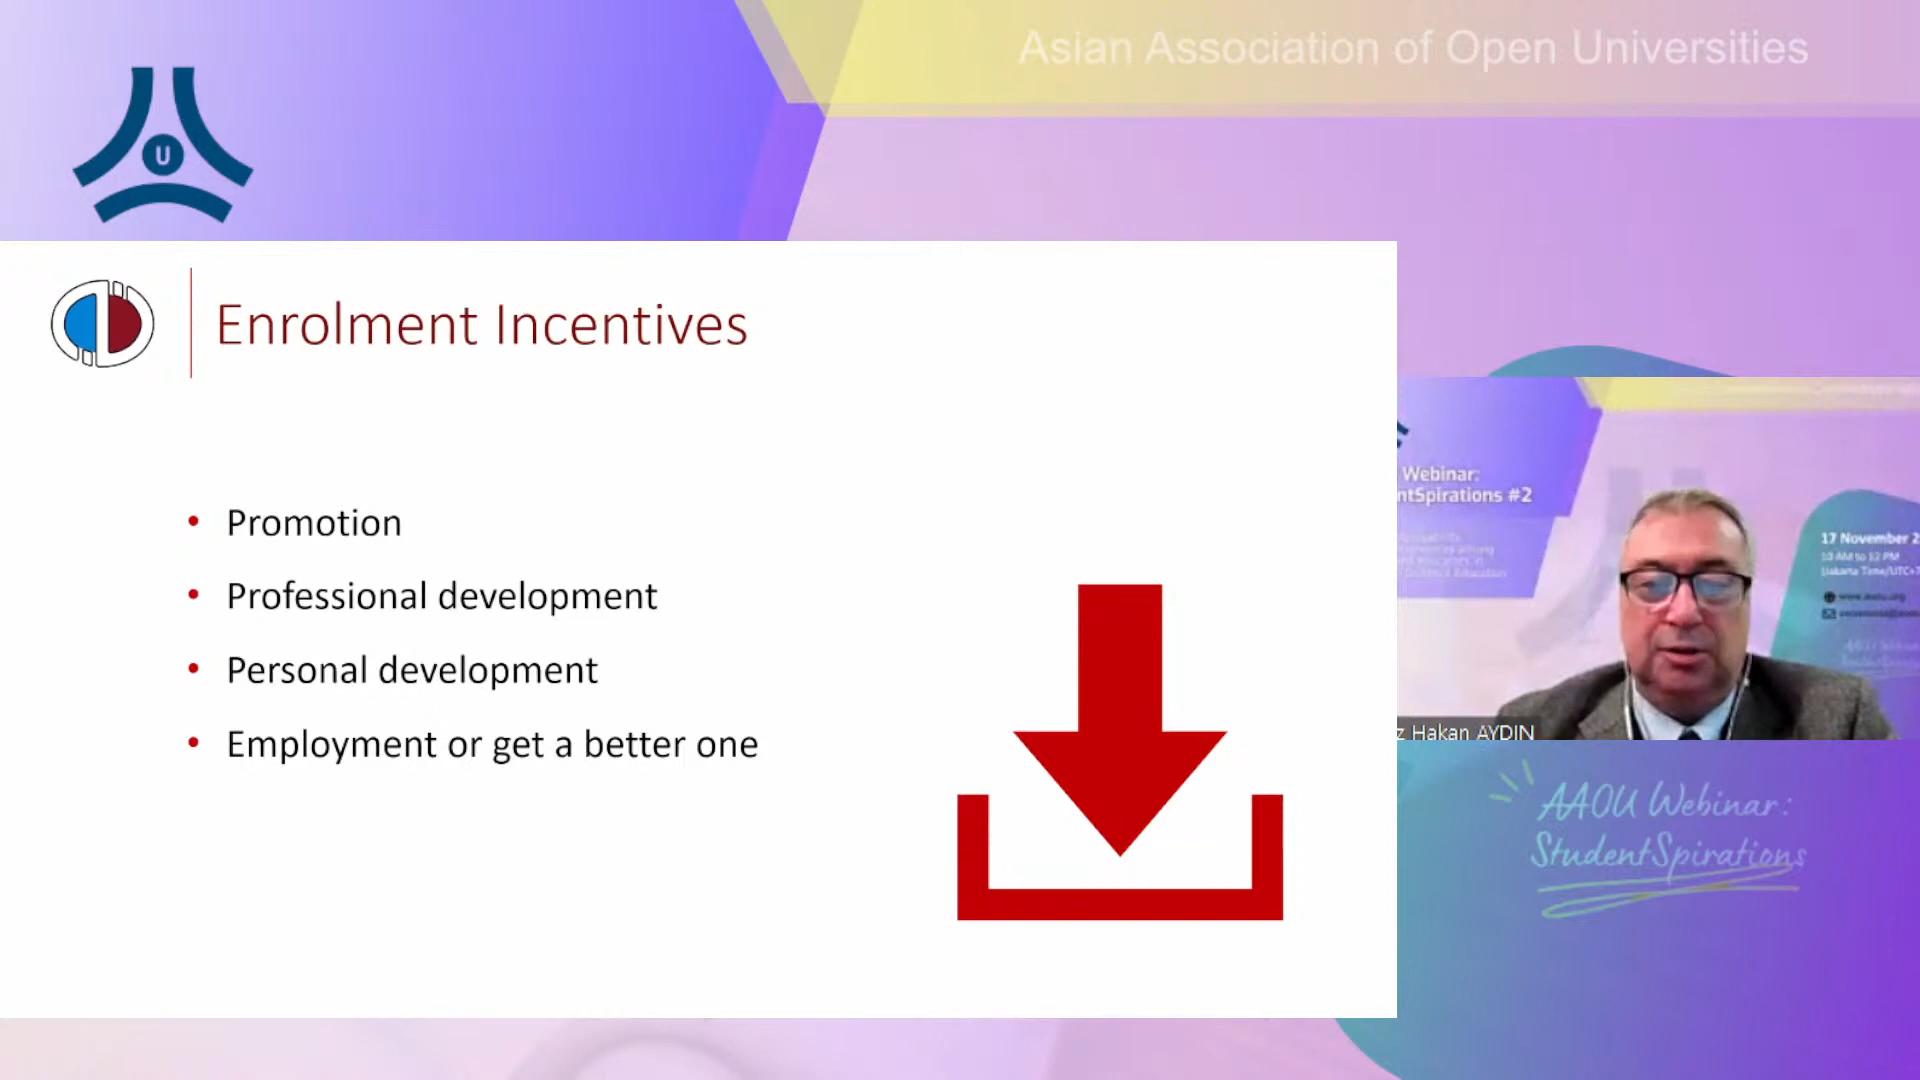 Asian Association of Open Universities
U
Enrolment Incentives
• Promotion
• Professional development
• Personal development
• Employment or get a better one
Webinar:
ntSpirations #2
17 November 2
10 AM to 12 PM
(Jakarta Time/UTC+7
www.aaou.org
z Hakan AYDIN
AAOU Webinar:
StudentSpirations